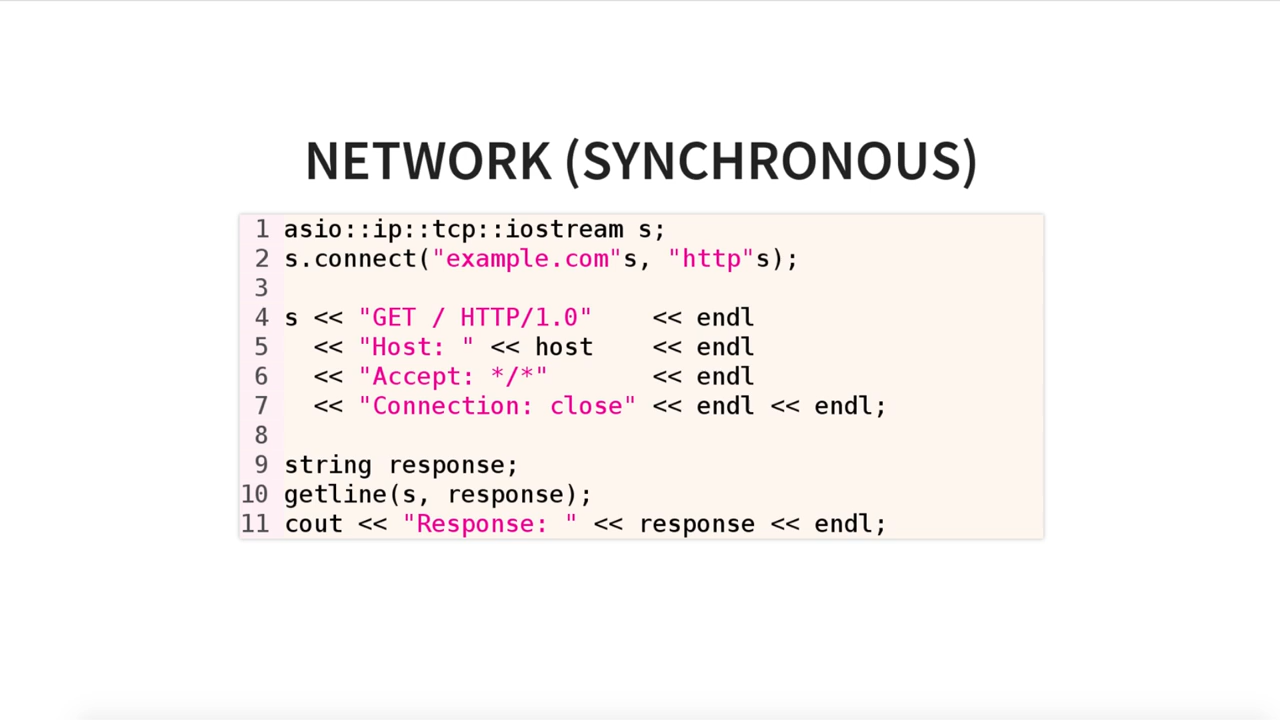 NETWORK (SYNCHRONOUS)
1 asio::ip::tcp::iostream s;
2 s.connect("example.com"s, "http"s);
3
4 s << "GET / HTTP/1.0"    << endl
5   << "Host: " << host    << endl
6   << "Accept: */*"       << endl
7   << "Connection: close" << endl << endl;
8
9 string response;
10 getline(s, response);
11 cout << "Response: " << response << endl;